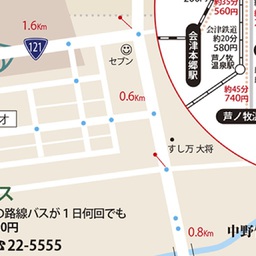 約35分
560円
会津鉄道
約20分
580円
会津本郷駅
芦ノ牧
温泉駅
約45分
740円
芦ノ牧温
1.6Km
121
セブン
0.6Km
オ
すし万 大将
ス
の路線バスが１日何回でも
0円
☎22-5555
0.8Km
中野